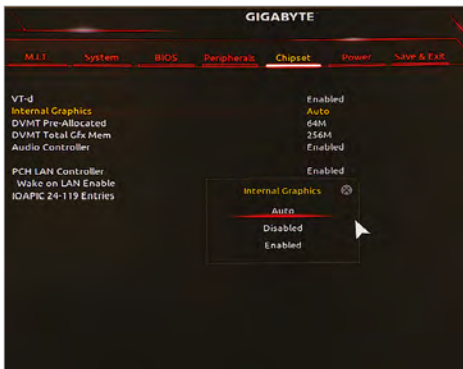 GIGABYTE
M.I.T. System BIOS Peripherals Chipset Power Save & Exit
VT-d Enabled
Internal Graphics Auto
DVMT Pre-Allocated 64M
DVMT Total Gfx Mem 256M
Audio Controller Enabled
PCH LAN Controller Enabled
Wake on LAN Enable
IOAPIC 24-119 Entries
Internal Graphics
Auto
Disabled
Enabled